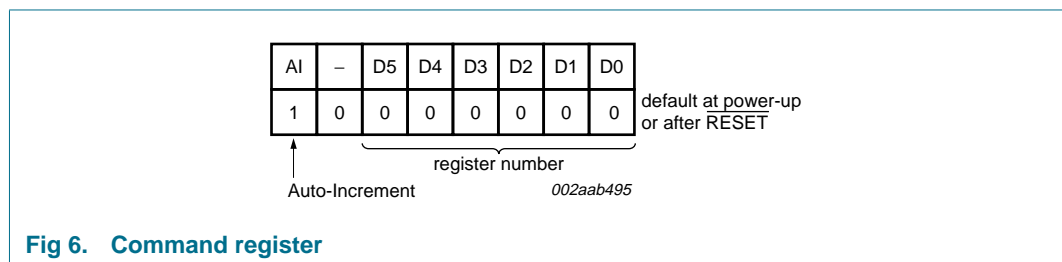 AI – D5 D4 D3 D2 D1 D0
1 0 0 0 0 0 0 0
default at power-up
or after RESET
register number
Auto-Increment
002aab495
Fig 6. Command register